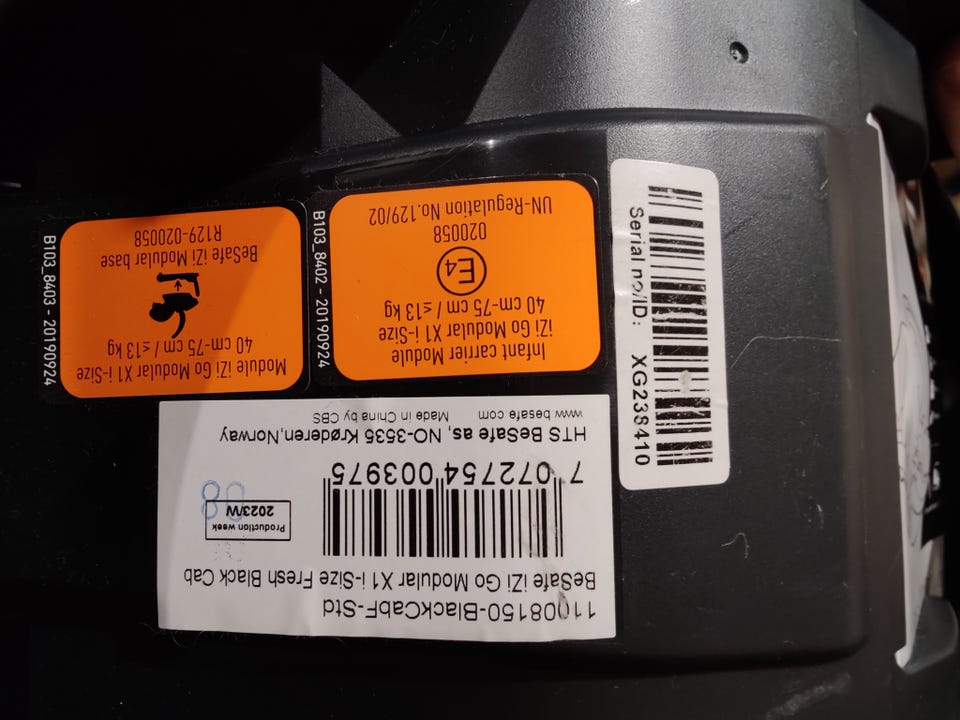 11008150-BlackCabF-Std
BeSafe iZi Go Modular X1 i-Size Fresh Black Cab
Production week
2023/W
7 072754 003975
HTS BeSafe as, NO-3535 Krøderen,Norway
www besafe com Made in China by CBS
Infant carrier Module
iZi Go Modular X1 i-Size
40 cm-75 cm / ≤13 kg
E4
020058
UN-Regulation No.129/02
B103_8402 - 20190924
Module iZi Go Modular X1 i-Size
40 cm-75 cm / ≤13 kg
BeSafe iZi Modular base
R129-020058
B103_8403 - 20190924
Serial no/ID: XG238410